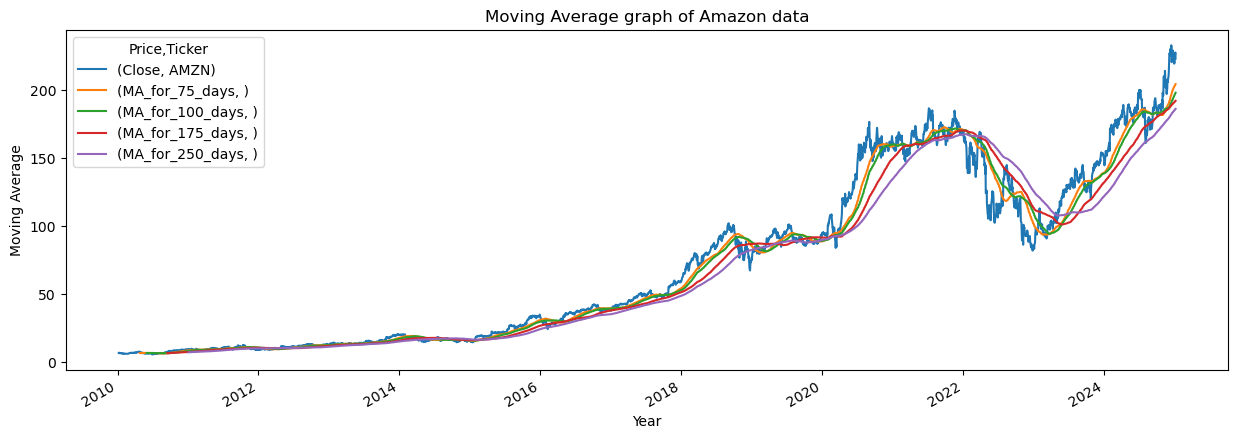 Moving Average graph of Amazon data
Price,Ticker
(Close, AMZN)
(MA_for_75_days, )
(MA_for_100_days, )
(MA_for_175_days, )
(MA_for_250_days, )
Moving Average
200
150
100
50
0
2010 2012 2014 2016 2018 2020 2022 2024
Year